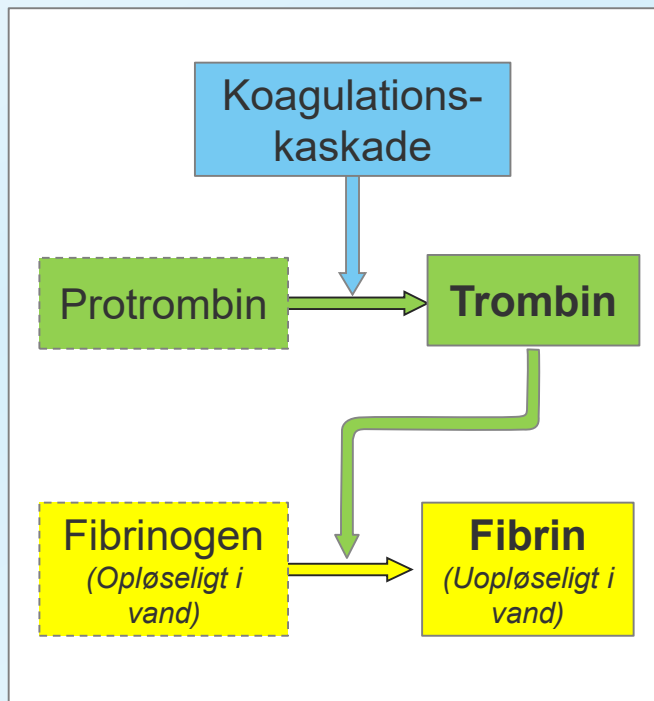 Koagulations-
kaskade
Protrombin
Trombin
Fibrinogen
(Opløseligt i
vand)
Fibrin
(Uopløseligt i
vand)